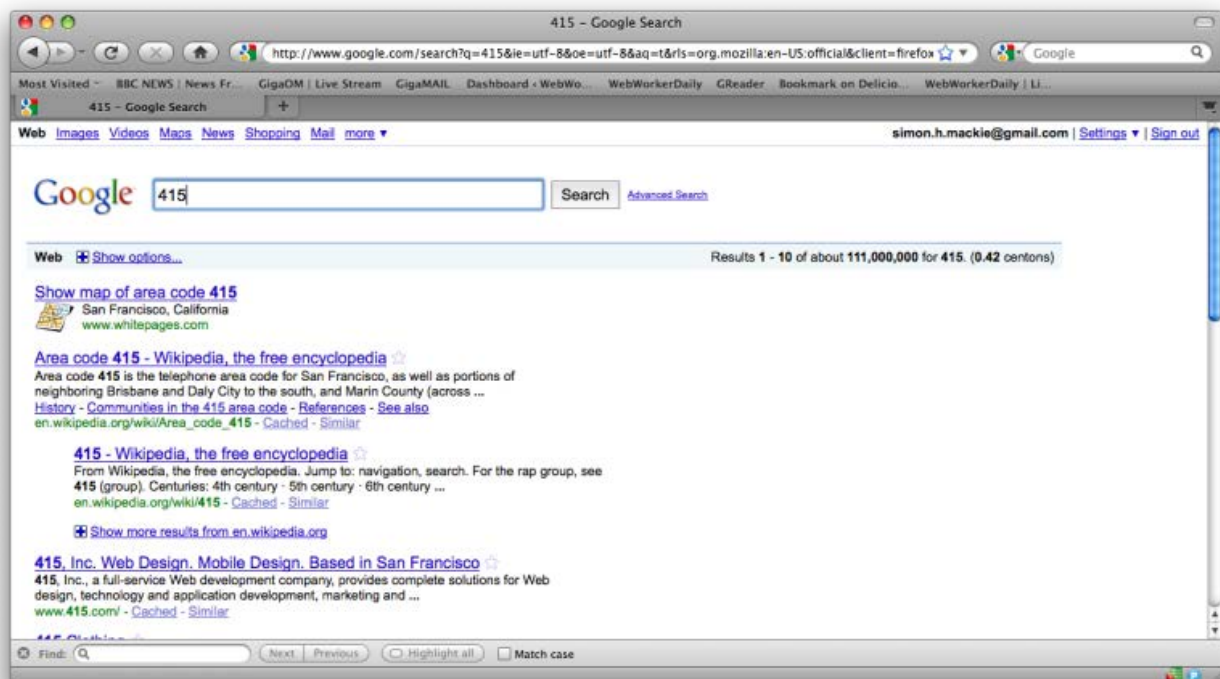 415 – Google Search
http://www.google.com/search?q=415&ie=utf-8&oe=utf-8&aq=t&rls=org.mozilla:en-US:official&client=firefox
Google
Most Visited BBC NEWS | News Fr... GigaOM | Live Stream GigaMAIL Dashboard ‹ WebWo... WebWorkerDaily GReader Bookmark on Delicio... WebWorkerDaily | Li...
415 – Google Search +
Web Images Videos Maps News Shopping Mail more ▼ simon.h.mackie@gmail.com | Settings ▼ | Sign out
Google 415 Search Advanced Search
Web Show options... Results 1 - 10 of about 111,000,000 for 415. (0.42 centons)
Show map of area code 415
San Francisco, California
www.whitepages.com
Area code 415 - Wikipedia, the free encyclopedia
Area code 415 is the telephone area code for San Francisco, as well as portions of
neighboring Brisbane and Daly City to the south, and Marin County (across ...
History - Communities in the 415 area code - References - See also
en.wikipedia.org/wiki/Area_code_415 - Cached - Similar
415 - Wikipedia, the free encyclopedia
From Wikipedia, the free encyclopedia. Jump to: navigation, search. For the rap group, see
415 (group). Centuries: 4th century · 5th century · 6th century ...
en.wikipedia.org/wiki/415 - Cached - Similar
Show more results from en.wikipedia.org
415, Inc. Web Design. Mobile Design. Based in San Francisco
415, Inc., a full-service Web development company, provides complete solutions for Web
design, technology and application development, marketing and ...
www.415.com/ - Cached - Similar
Find: Next Previous Highlight all Match case